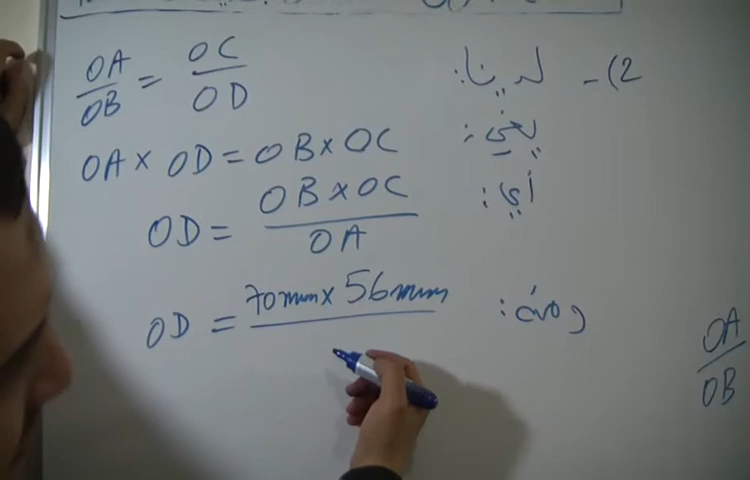 2)- لدينا: OA/OB = OC/OD
يعني: OA × OD = OB × OC
أي: OD = OB × OC / OA
ومنه: OD = 70mm × 56mm
OA/OB